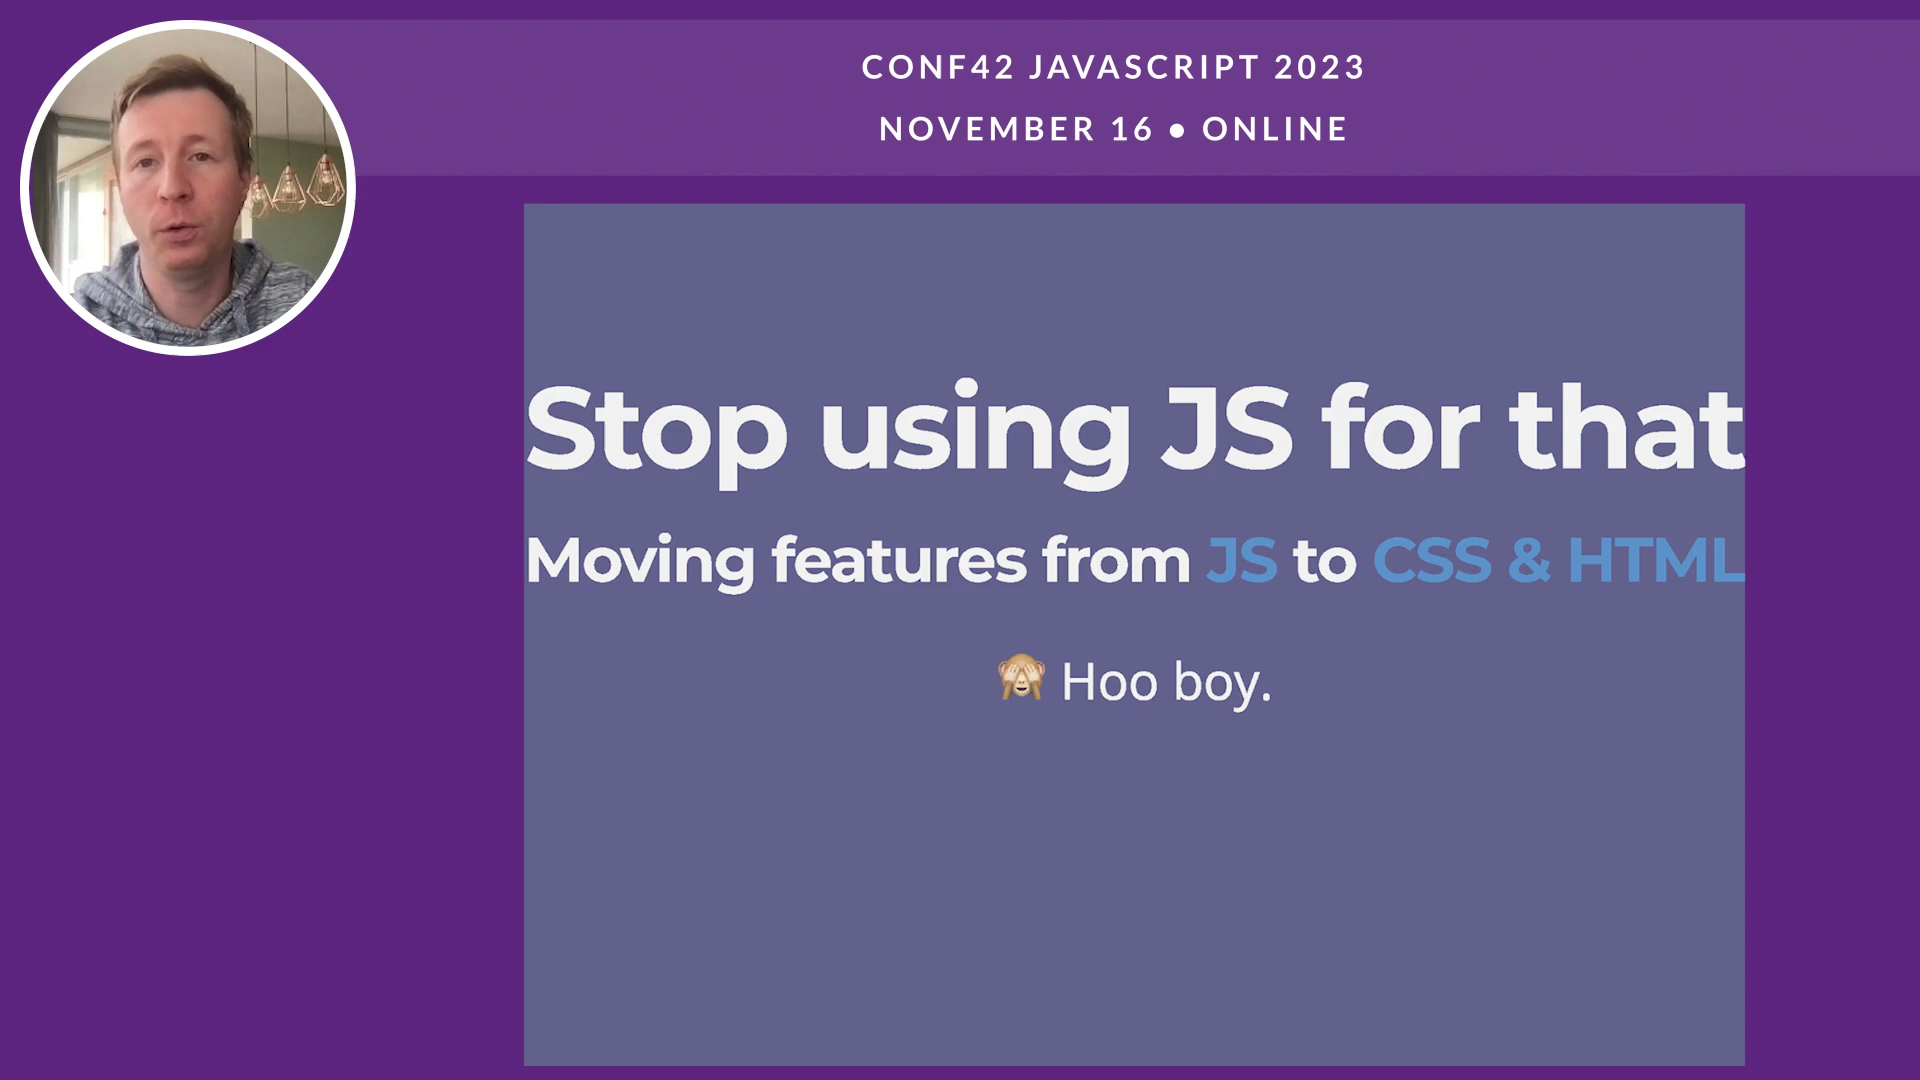 CONF42 JAVASCRIPT 2023
NOVEMBER 16 ● ONLINE
Stop using JS for that
Moving features from JS to CSS & HTML
🙈 Hoo boy.